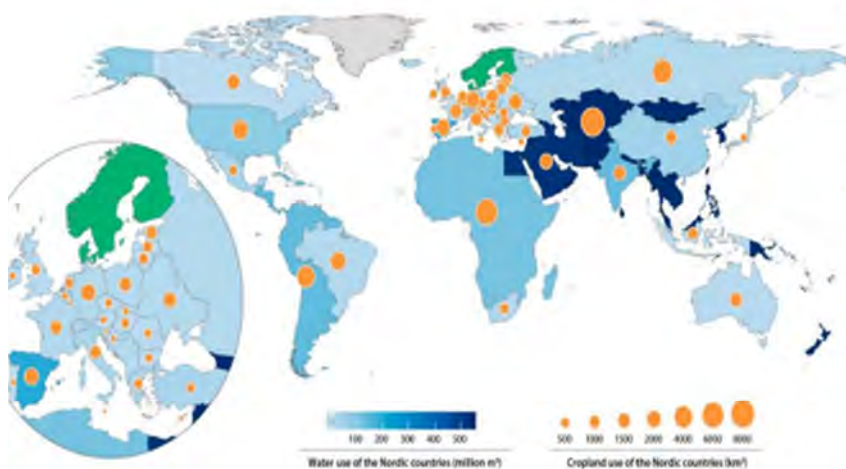 100 200 300 400 500
Water use of the Nordic countries (million m³)
500 1000 1500 2000 4000 6000 8000
Cropland use of the Nordic countries (km²)